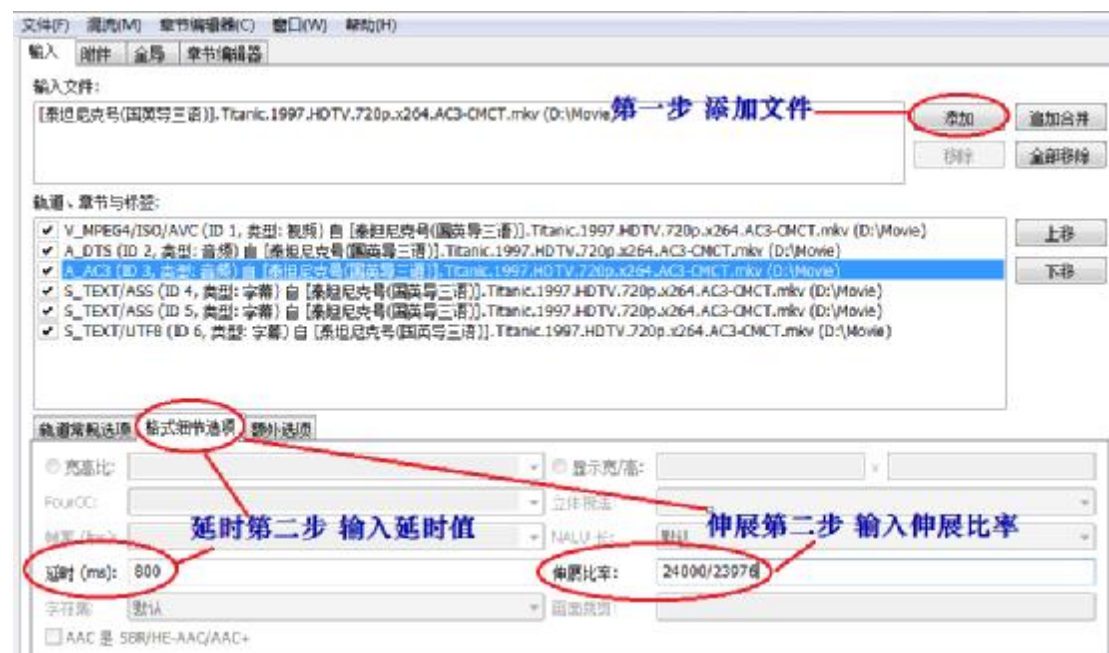 文件(F) 混流(M) 章节编辑器(C) 窗口(W) 帮助(H)
输入 附件 全局 章节编辑器
输入文件:
[泰坦尼克号(国英导三语)].Titanic.1997.HDTV.720p.x264.AC3-CMCT.mkv (D:\Movie)
第一步 添加文件
添加 追加合并
移除 全部移除
轨道、章节与标签:
V_MPEG4/ISO/AVC (ID 1, 类型: 视频) 自 [泰坦尼克号(国英导三语)].Titanic.1997.HDTV.720p.x264.AC3-CMCT.mkv (D:\Movie)
上移
A_DTS (ID 2, 类型: 音频) 自 [泰坦尼克号(国英导三语)].Titanic.1997.HDTV.720p.x264.AC3-CMCT.mkv (D:\Movie)
A_AC3 (ID 3, 类型: 音频) 自 [泰坦尼克号(国英导三语)].Titanic.1997.HDTV.720p.x264.AC3-CMCT.mkv (D:\Movie)
下移
S_TEXT/ASS (ID 4, 类型: 字幕) 自 [泰坦尼克号(国英导三语)].Titanic.1997.HDTV.720p.x264.AC3-CMCT.mkv (D:\Movie)
S_TEXT/ASS (ID 5, 类型: 字幕) 自 [泰坦尼克号(国英导三语)].Titanic.1997.HDTV.720p.x264.AC3-CMCT.mkv (D:\Movie)
S_TEXT/UTF8 (ID 6, 类型: 字幕) 自 [泰坦尼克号(国英导三语)].Titanic.1997.HDTV.720p.x264.AC3-CMCT.mkv (D:\Movie)
轨道常规选项 格式细节选项 额外选项
宽高比: 显示宽/高: x
FourCC: 立体视法:
NALU 长: 默认
延时第二步 输入延时值 伸展第二步 输入伸展比率
延时 (ms): 800 伸展比率: 24000/23976
字符集: 默认 画面裁剪:
AAC 是 SBR/HE-AAC/AAC+